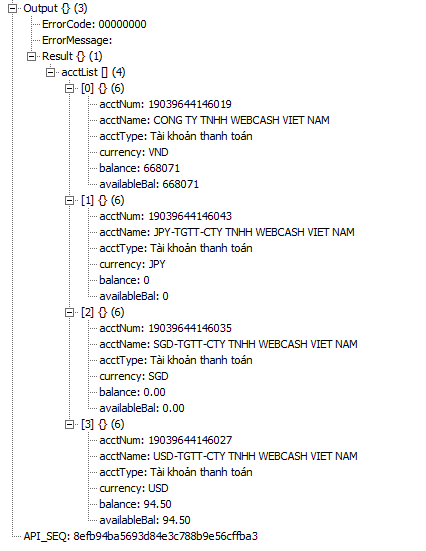 Output {} (3)
ErrorCode: 00000000
ErrorMessage:
Result {} (1)
acctList [] (4)
[0] {} (6)
acctNum: 19039644146019
acctName: CONG TY TNHH WEBCASH VIET NAM
acctType: Tài khoản thanh toán
currency: VND
balance: 668071
availableBal: 668071
[1] {} (6)
acctNum: 19039644146043
acctName: JPY-TGTT-CTY TNHH WEBCASH VIET NAM
acctType: Tài khoản thanh toán
currency: JPY
balance: 0
availableBal: 0
[2] {} (6)
acctNum: 19039644146035
acctName: SGD-TGTT-CTY TNHH WEBCASH VIET NAM
acctType: Tài khoản thanh toán
currency: SGD
balance: 0.00
availableBal: 0.00
[3] {} (6)
acctNum: 19039644146027
acctName: USD-TGTT-CTY TNHH WEBCASH VIET NAM
acctType: Tài khoản thanh toán
currency: USD
balance: 94.50
availableBal: 94.50
API_SEQ: 8efb94ba5693d84e3c788b9e56cffba3